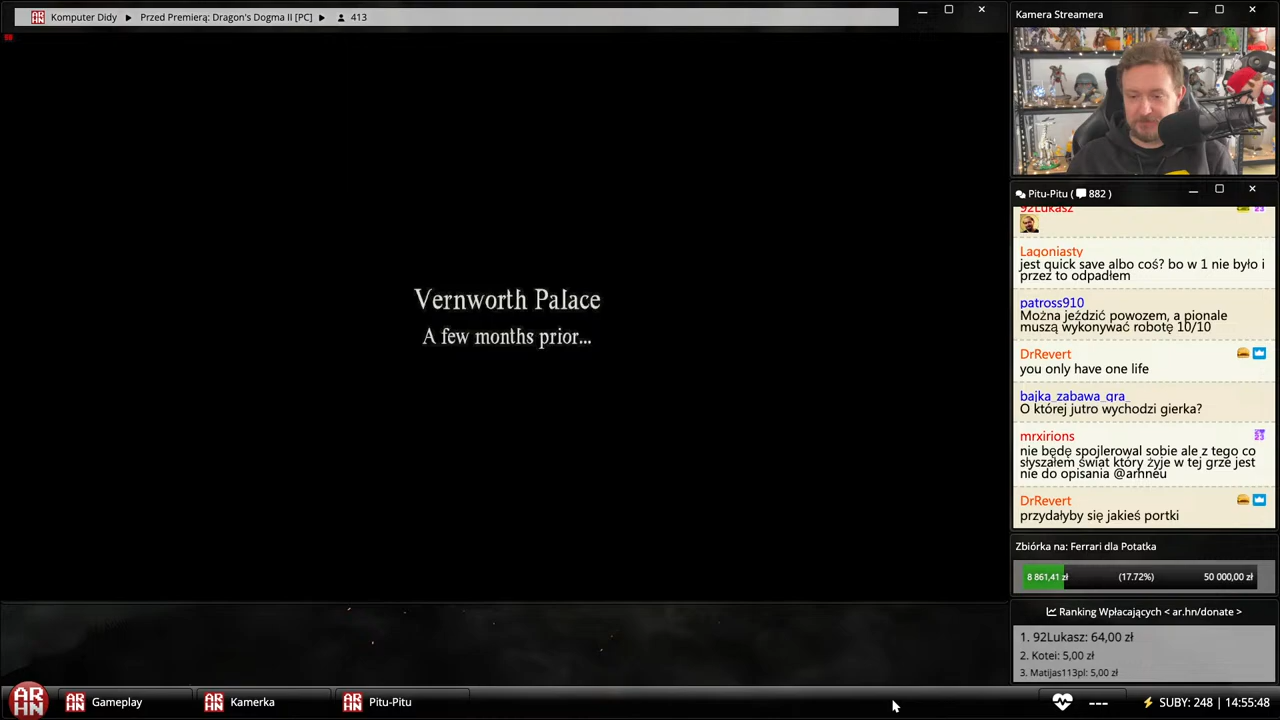 Komputer Didy ▶ Przed Premierą: Dragon's Dogma II [PC] ▶ 413
Vernworth Palace
A few months prior...
Kamera Streamera
Pitu-Pitu ( 882 )
92Lukasz
Lagoniasty
jest quick save albo coś? bo w 1 nie było i
przez to odpadłem
patross910
Można jeździć powozem, a pionale
muszą wykonywać robotę 10/10
DrRevert
you only have one life
bajka_zabawa_gra_
O której jutro wychodzi gierka?
mrxirions
nie będę spojlerowal sobie ale z tego co
słyszałem świat który żyje w tej grze jest
nie do opisania @arhneu
DrRevert
przydałyby się jakieś portki
Zbiórka na: Ferrari dla Potatka
8 861,41 zł (17.72%) 50 000,00 zł
Ranking Wpłacających < ar.hn/donate >
1. 92Lukasz: 64,00 zł
2. Kotei: 5,00 zł
3. Matijas113pl: 5,00 zł
AR
HN
Gameplay
Kamerka
Pitu-Pitu
---
SUBY: 248 | 14:55:48